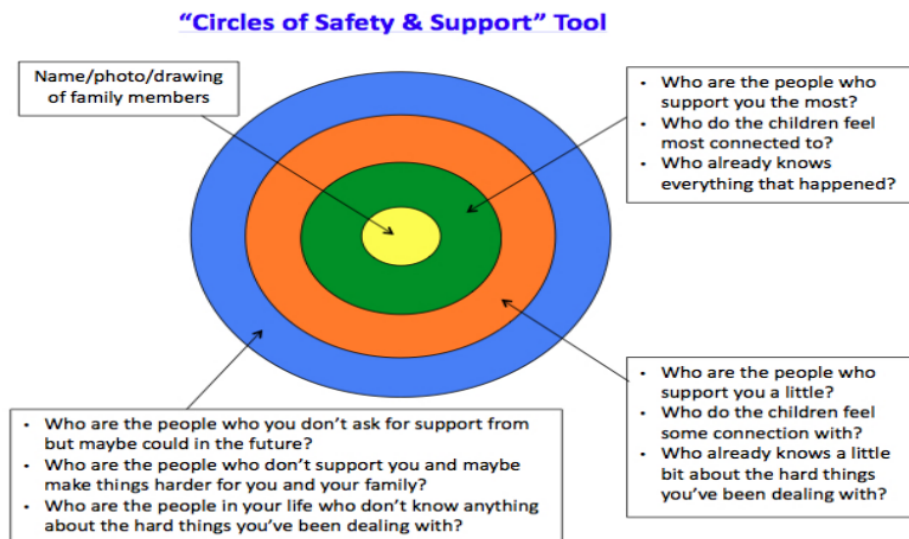 “Circles of Safety & Support” Tool
Name/photo/drawing
of family members
• Who are the people who
support you the most?
• Who do the children feel
most connected to?
• Who already knows
everything that happened?
• Who are the people who
support you a little?
• Who do the children feel
some connection with?
• Who already knows a little
bit about the hard things
you’ve been dealing with?
• Who are the people who you don’t ask for support from
but maybe could in the future?
• Who are the people who don’t support you and maybe
make things harder for you and your family?
• Who are the people in your life who don’t know anything
about the hard things you’ve been dealing with?